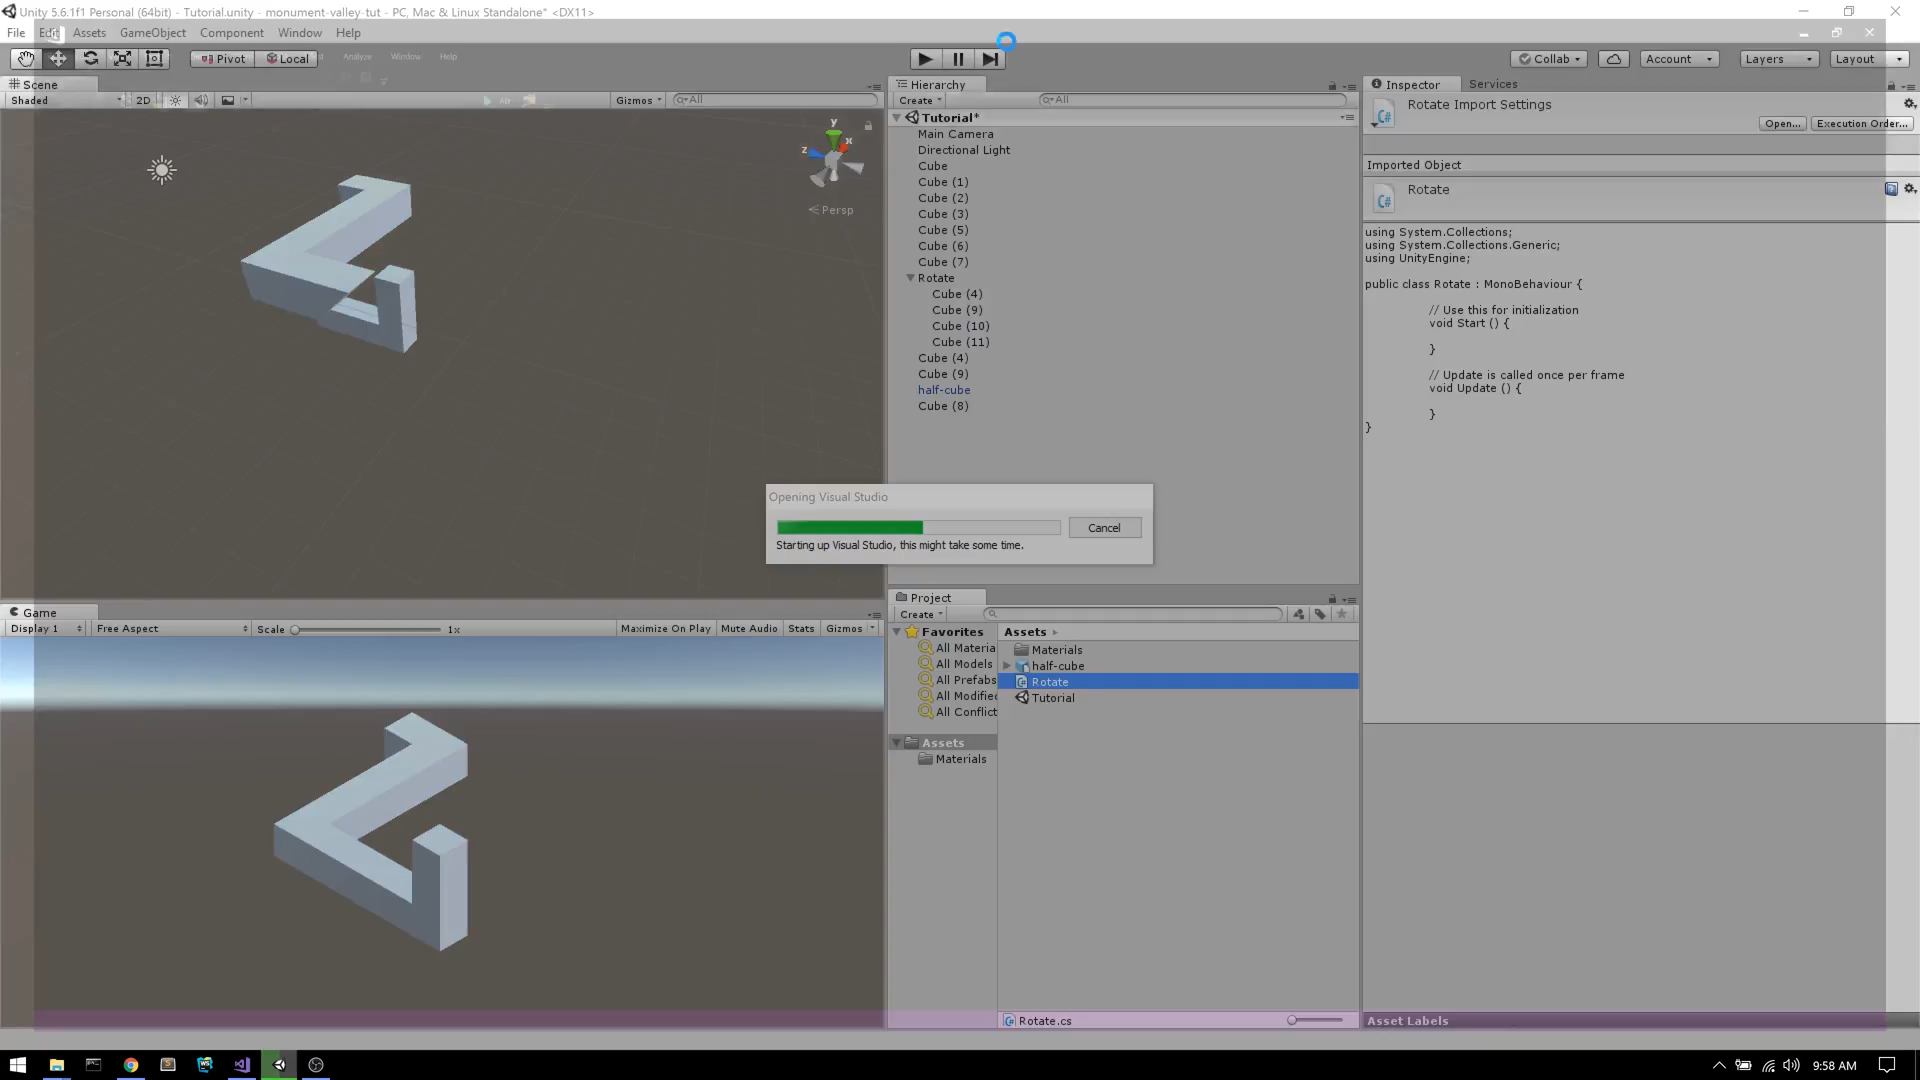 Unity 5.6.1f1 Personal (64bit) - Tutorial.unity - monument-valley-tut - PC, Mac & Linux Standalone* <DX11>
File Edit Assets GameObject Component Window Help
Pivot Local Analyze Window Help Collab Account Layers Layout
Scene
Shaded 2D Gizmos All
y
x
z
Persp
Hierarchy
Create All
Tutorial*
Main Camera
Directional Light
Cube
Cube (1)
Cube (2)
Cube (3)
Cube (5)
Cube (6)
Cube (7)
Rotate
Cube (4)
Cube (9)
Cube (10)
Cube (11)
Cube (4)
Cube (9)
half-cube
Cube (8)
Inspector Services
Rotate Import Settings
Open... Execution Order...
Imported Object
Rotate
using System.Collections;
using System.Collections.Generic;
using UnityEngine;
public class Rotate : MonoBehaviour {
// Use this for initialization
void Start () {
}
// Update is called once per frame
void Update () {
}
}
Opening Visual Studio
Cancel
Starting up Visual Studio, this might take some time.
Game
Display 1 Free Aspect Scale 1x Maximize On Play Mute Audio Stats Gizmos
Project
Create
Favorites
All Materia
All Models
All Prefabs
All Modified
All Conflict
Assets
Materials
Assets
Materials
half-cube
Rotate
Tutorial
Rotate.cs
Asset Labels
9:58 AM